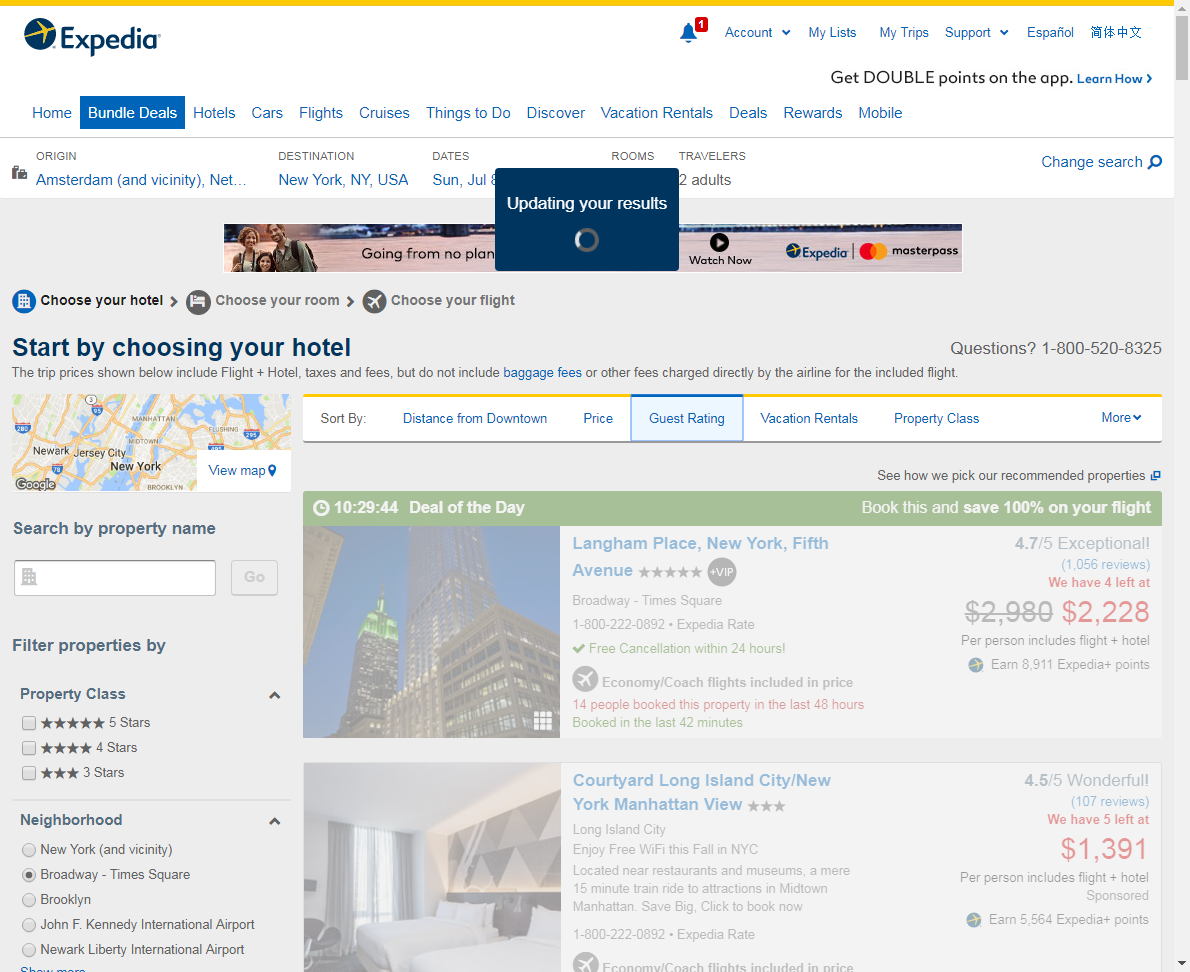 Expedia
1
Account
My Lists
My Trips
Support
Español
简体中文
Get DOUBLE points on the app. Learn How
Home
Bundle Deals
Hotels
Cars
Flights
Cruises
Things to Do
Discover
Vacation Rentals
Deals
Rewards
Mobile
ORIGIN
Amsterdam (and vicinity), Net…
DESTINATION
New York, NY, USA
DATES
Sun, Jul
ROOMS
TRAVELERS
2 adults
Change search
Updating your results
Going from no plan
Watch Now
Expedia
masterpass
Choose your hotel
Choose your room
Choose your flight
Start by choosing your hotel
Questions? 1-800-520-8325
The trip prices shown below include Flight + Hotel, taxes and fees, but do not include baggage fees or other fees charged directly by the airline for the included flight.
3
95
MANHATTAN
FLUSHING
280
295
MIDTOWN
495
Newark
Jersey City
New York
78
BROOKLYN
Google
View map
Sort By:
Distance from Downtown
Price
Guest Rating
Vacation Rentals
Property Class
More
See how we pick our recommended properties
Search by property name
Go
Filter properties by
Property Class
★★★★★ 5 Stars
★★★★ 4 Stars
★★★ 3 Stars
Neighborhood
New York (and vicinity)
Broadway - Times Square
Brooklyn
John F. Kennedy International Airport
Newark Liberty International Airport
Show more
10:29:44 Deal of the Day
Book this and save 100% on your flight
Langham Place, New York, Fifth
Avenue ★★★★★ +VIP
Broadway - Times Square
1-800-222-0892 • Expedia Rate
Free Cancellation within 24 hours!
Economy/Coach flights included in price
14 people booked this property in the last 48 hours
Booked in the last 42 minutes
4.7/5 Exceptional!
(1,056 reviews)
We have 4 left at
$2,980 $2,228
Per person includes flight + hotel
Earn 8,911 Expedia+ points
Courtyard Long Island City/New
York Manhattan View ★★★
Long Island City
Enjoy Free WiFi this Fall in NYC
Located near restaurants and museums, a mere
15 minute train ride to attractions in Midtown
Manhattan. Save Big, Click to book now
1-800-222-0892 • Expedia Rate
Economy/Coach flights included in price
4.5/5 Wonderful!
(107 reviews)
We have 5 left at
$1,391
Per person includes flight + hotel
Sponsored
Earn 5,564 Expedia+ points